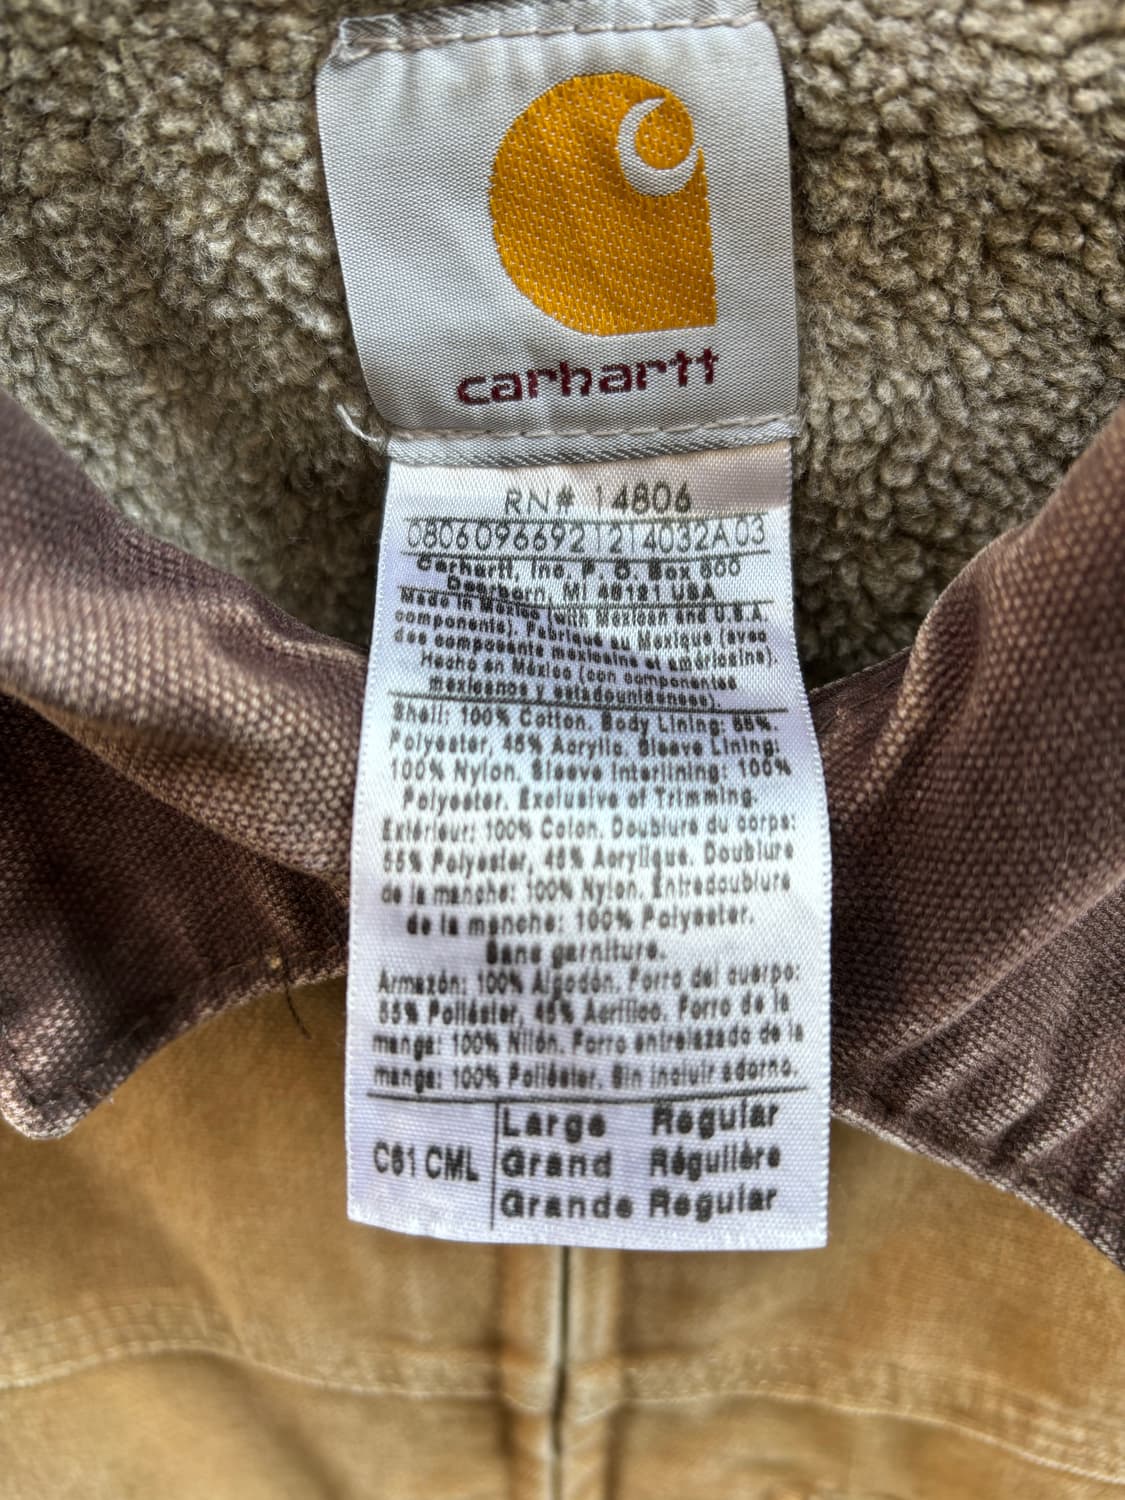 carhartt
RN# 14806
08060966921214032A03
Carhartt, Inc. P. O. Box 600
Dearborn, MI 48121 USA
Made in Mexico (with Mexican and U.S.A.
components). Fabriqué au Mexique (avec
des composants mexicains et américains).
Hecho en México (con componentes
mexicanos y estadounidenses).
Shell: 100% Cotton. Body Lining: 55%
Polyester, 45% Acrylic. Sleeve Lining:
100% Nylon. Sleeve Interlining: 100%
Polyester. Exclusive of Trimming.
Extérieur: 100% Coton. Doublure du corps:
55% Polyester, 45% Acrylique. Doublure
de la manche: 100% Nylon. Entredoublure
de la manche: 100% Polyester.
Sans garniture.
Armazón: 100% Algodón. Forro del cuerpo:
55% Poliéster, 45% Acrílico. Forro de la
manga: 100% Nilón. Forro entrelazado de la
manga: 100% Poliéster. Sin incluir adorno.
C61 CML
Large Regular
Grand Régulière
Grande Regular